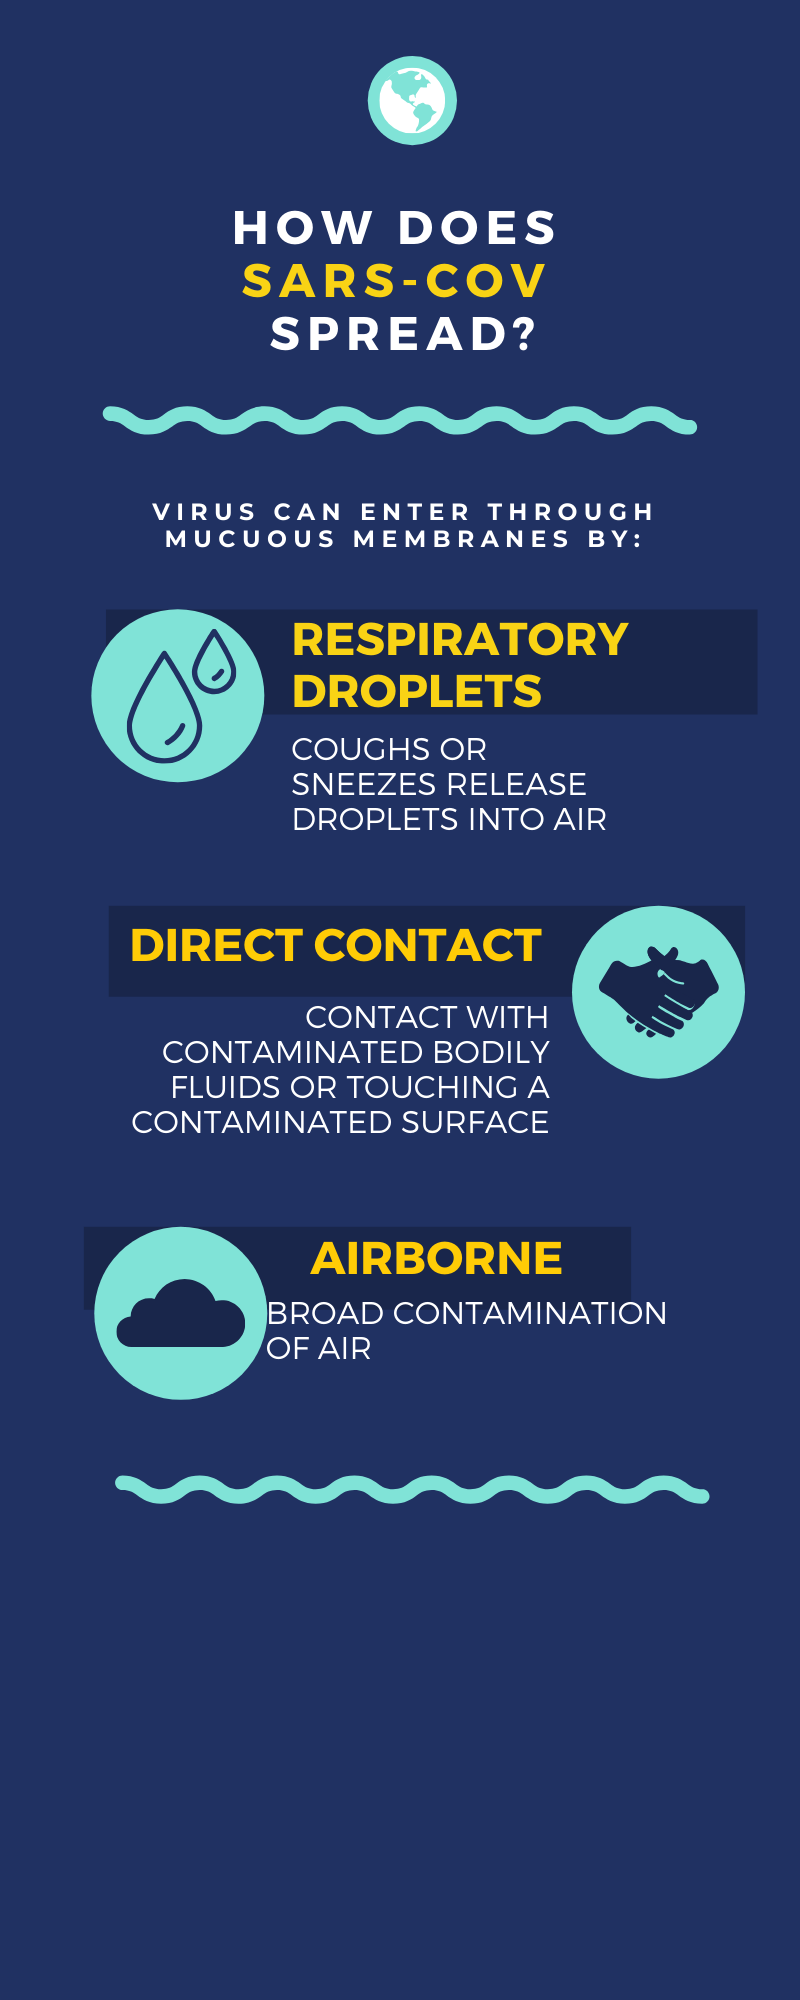 HOW DOES
SARS-COV
SPREAD?
VIRUS CAN ENTER THROUGH
MUCUOUS MEMBRANES BY:
RESPIRATORY
DROPLETS
COUGHS OR
SNEEZES RELEASE
DROPLETS INTO AIR
DIRECT CONTACT
CONTACT WITH
CONTAMINATED BODILY
FLUIDS OR TOUCHING A
CONTAMINATED SURFACE
AIRBORNE
BROAD CONTAMINATION
OF AIR